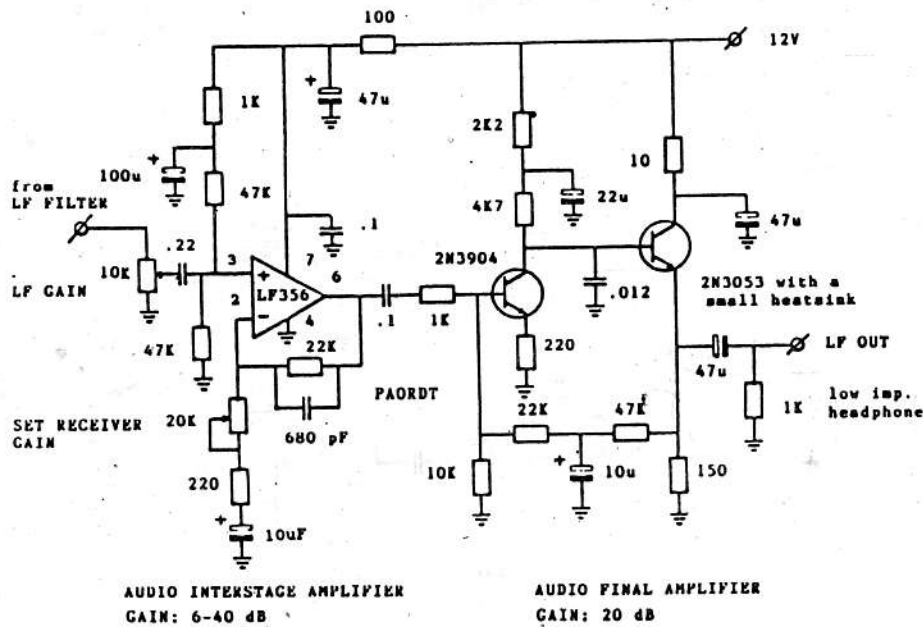 100
12V
1K
+
47u
2K2
10
+
100u
47K
22u
47u
from
LF FILTER
4K7
.1
.22
3
7
6
2N3904
10K
+
LF356
LF GAIN
2
−
4
.012
2N3053 with a
small heatsink
.1
1K
47K
22K
220
LF OUT
47u
PA0RDT
SET RECEIVER
GAIN
20K
680 pF
22K
47K
1K
low imp.
headphone
220
10K
+
10u
150
+
10uF
AUDIO INTERSTAGE AMPLIFIER
GAIN: 6-40 dB
AUDIO FINAL AMPLIFIER
GAIN: 20 dB